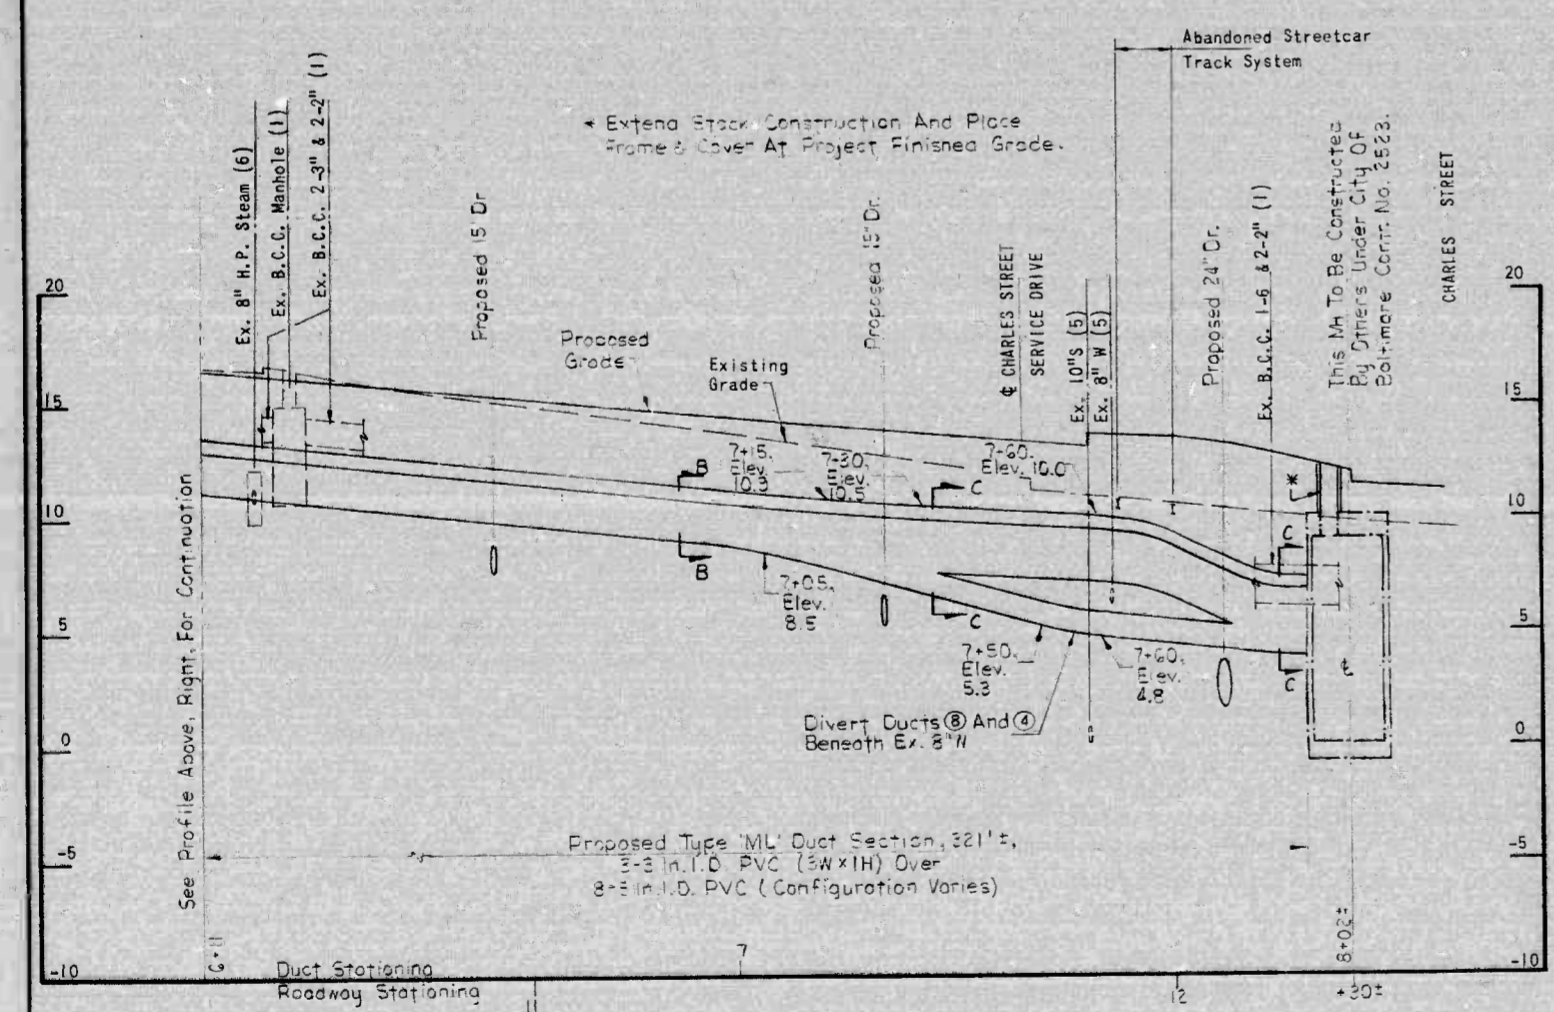 Abandoned Streetcar
Track System
* Extend Stack Construction And Place
Frame & Cover At Project Finished Grade.
Ex. 8" H.P. Steam (6)
Ex. B.C.C. Manhole (1)
Ex. B.C.C. 2-3" & 2-2" (1)
Proposed 15" Dr
Proposed
Grade
Existing
Grade
Proposed 15" Dr.
℄ CHARLES STREET
SERVICE DRIVE
Ex. 10"S (5)
Ex. 8" W (5)
Proposed 24" Dr.
Ex. B.C.C. 1-6 & 2-2" (1)
This MH To Be Constructed
By Others Under City Of
Baltimore Contr. No. 2523.
CHARLES STREET
20
15
10
5
0
-5
-10
20
15
10
5
0
-5
-10
B
B
7+15,
Elev.
10.3
7+30,
Elev.
10.5
7+60,
Elev. 10.0
C
C
*
C
C
7+05,
Elev.
8.5
7+50,
Elev.
5.3
7+60,
Elev.
4.8
Divert Ducts ⑧ And ④
Beneath Ex. 8"W
℄
See Profile Above, Right, For Continuation
Proposed Type "ML" Duct Section, 321'±,
3-3 In. I.D. PVC (3W×1H) Over
8-5 In. I.D. PVC (Configuration Varies)
6+11
7
8+02±
Duct Stationing
Roadway Stationing
11
12
+30±